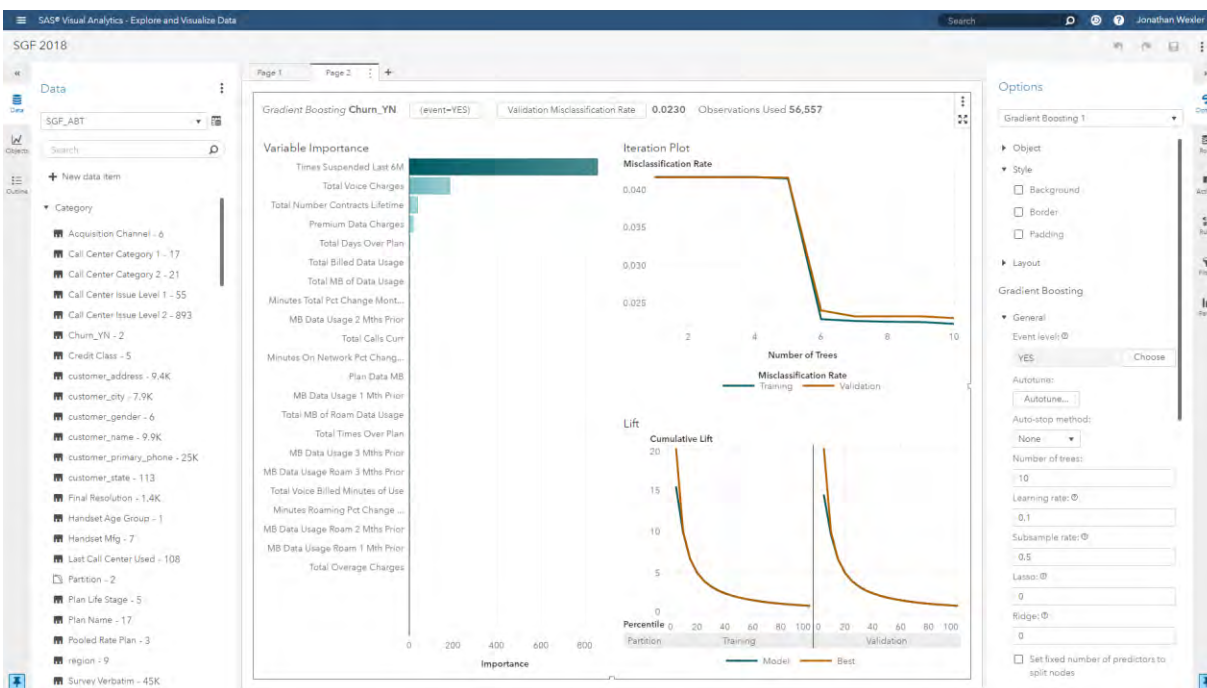 SAS® Visual Analytics - Explore and Visualize Data
Search
Jonathan Wexler
SGF 2018
Data
Objects
Outline
Data
SGF_ABT
Search
New data item
Category
Acquisition Channel - 6
Call Center Category 1 - 17
Call Center Category 2 - 21
Call Center Issue Level 1 - 55
Call Center Issue Level 2 - 893
Churn_YN - 2
Credit Class - 5
customer_address - 9.4K
customer_city - 7.9K
customer_gender - 6
customer_name - 9.9K
customer_primary_phone - 25K
customer_state - 113
Final Resolution - 1.4K
Handset Age Group - 1
Handset Mfg - 7
Last Call Center Used - 108
Partition - 2
Plan Life Stage - 5
Plan Name - 17
Pooled Rate Plan - 3
region - 9
Survey Verbatim - 45K
Page 1
Page 2
Gradient Boosting Churn_YN (event=YES) Validation Misclassification Rate 0.0230 Observations Used 56,557
Variable Importance
Times Suspended Last 6M
Total Voice Charges
Total Number Contracts Lifetime
Premium Data Charges
Total Days Over Plan
Total Billed Data Usage
Total MB of Data Usage
Minutes Total Pct Change Mont...
MB Data Usage 2 Mths Prior
Total Calls Curr
Minutes On Network Pct Chang...
Plan Data MB
MB Data Usage 1 Mth Prior
Total MB of Roam Data Usage
Total Times Over Plan
MB Data Usage 3 Mths Prior
MB Data Usage Roam 3 Mths Prior
Total Voice Billed Minutes of Use
Minutes Roaming Pct Change ...
MB Data Usage Roam 2 Mths Prior
MB Data Usage Roam 1 Mth Prior
Total Overage Charges
0 200 400 600 800
Importance
Iteration Plot
Misclassification Rate
0.040
0.035
0.030
0.025
2 4 6 8 10
Number of Trees
Misclassification Rate
Training Validation
Lift
Cumulative Lift
20
15
10
5
0
Percentile 0 20 40 60 80 100 0 20 40 60 80 100
Partition Training Validation
Model Best
Options
Gradient Boosting 1
Object
Style
Background
Border
Padding
Layout
Gradient Boosting
General
Event level:
YES Choose
Autotune:
Autotune...
Auto-stop method:
None
Number of trees:
10
Learning rate:
0.1
Subsample rate:
0.5
Lasso:
0
Ridge:
0
Set fixed number of predictors to
split nodes